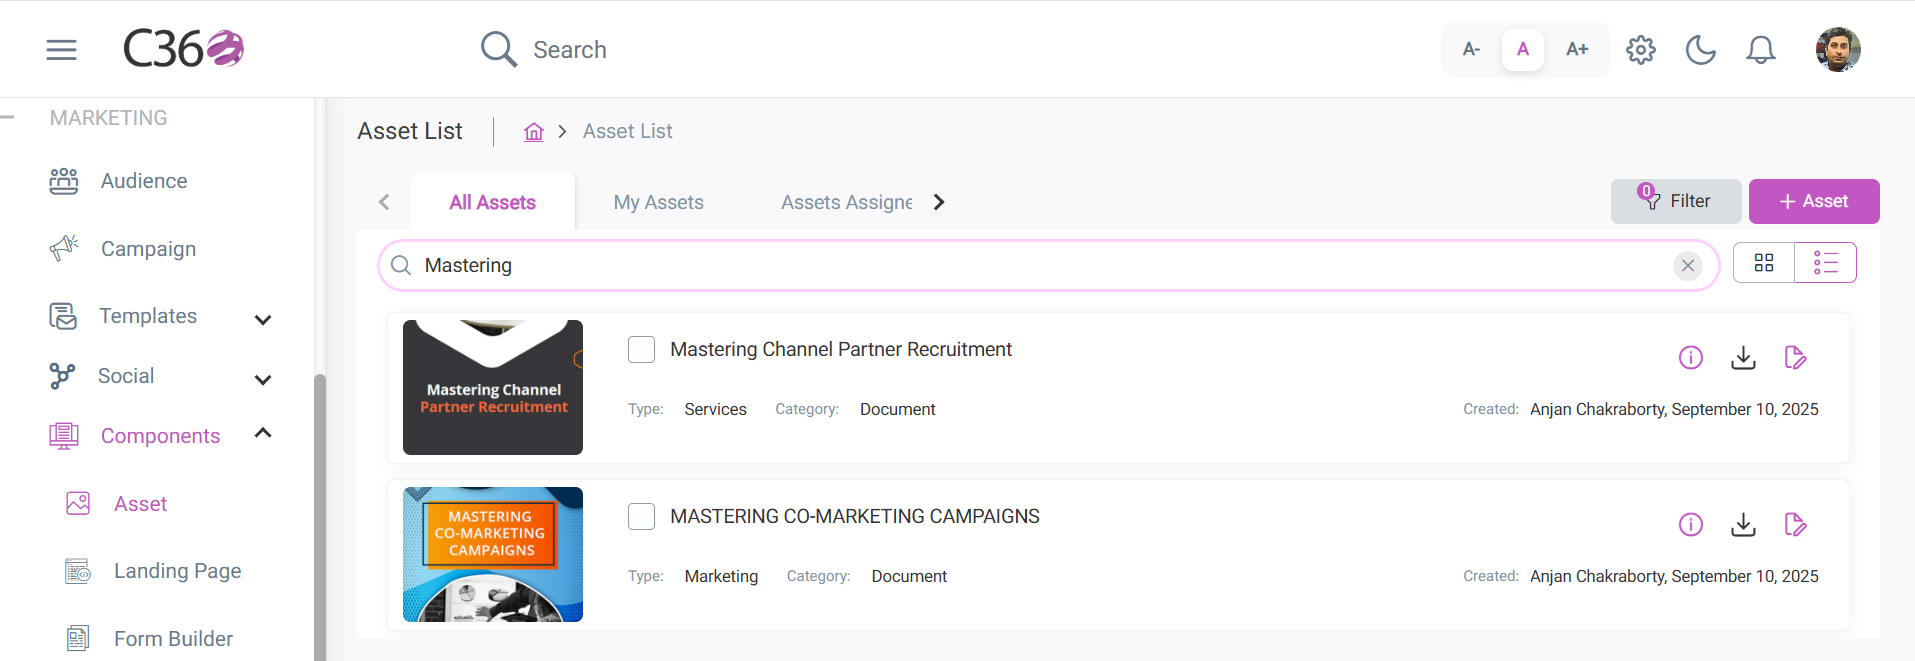 C360
Search
A-
A
A+
MARKETING
Audience
Campaign
Templates
Social
Components
Asset
Landing Page
Form Builder
Asset List
Asset List
All Assets
My Assets
Assets Assigne
0
Filter
+ Asset
Mastering
Mastering Channel
Partner Recruitment
Mastering Channel Partner Recruitment
Type: Services Category: Document
Created: Anjan Chakraborty, September 10, 2025
MASTERING
CO-MARKETING
CAMPAIGNS
MASTERING CO-MARKETING CAMPAIGNS
Type: Marketing Category: Document
Created: Anjan Chakraborty, September 10, 2025